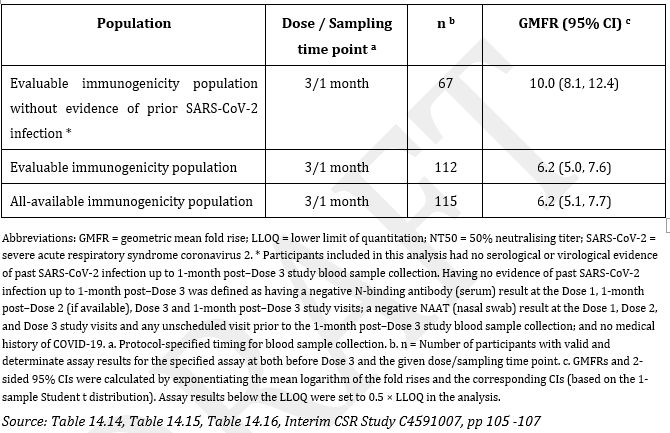 Population
Dose / Sampling
time point a
n b
GMFR (95% CI) c
Evaluable immunogenicity population
without evidence of prior SARS-CoV-2
infection *
3/1 month
67
10.0 (8.1, 12.4)
Evaluable immunogenicity population
3/1 month
112
6.2 (5.0, 7.6)
All-available immunogenicity population
3/1 month
115
6.2 (5.1, 7.7)
Abbreviations: GMFR = geometric mean fold rise; LLOQ = lower limit of quantitation; NT50 = 50% neutralising titer; SARS-CoV-2 =
severe acute respiratory syndrome coronavirus 2. * Participants included in this analysis had no serological or virological evidence
of past SARS-CoV-2 infection up to 1-month post–Dose 3 study blood sample collection. Having no evidence of past SARS-CoV-2
infection up to 1-month post–Dose 3 was defined as having a negative N-binding antibody (serum) result at the Dose 1, 1-month
post–Dose 2 (if available), Dose 3 and 1-month post–Dose 3 study visits; a negative NAAT (nasal swab) result at the Dose 1, Dose 2,
and Dose 3 study visits and any unscheduled visit prior to the 1-month post–Dose 3 study blood sample collection; and no medical
history of COVID-19. a. Protocol-specified timing for blood sample collection. b. n = Number of participants with valid and
determinate assay results for the specified assay at both before Dose 3 and the given dose/sampling time point. c. GMFRs and 2-
sided 95% CIs were calculated by exponentiating the mean logarithm of the fold rises and the corresponding CIs (based on the 1-
sample Student t distribution). Assay results below the LLOQ were set to 0.5 × LLOQ in the analysis.
Source: Table 14.14, Table 14.15, Table 14.16, Interim CSR Study C4591007, pp 105 -107